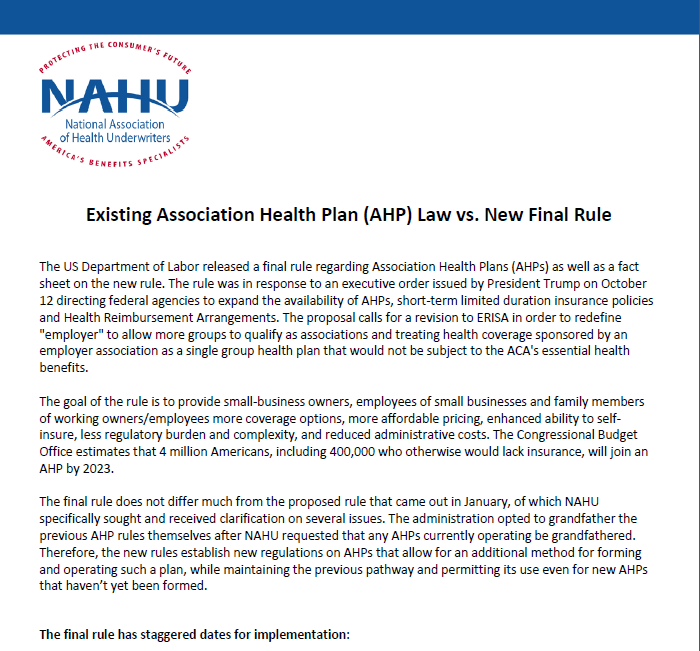 PROTECTING THE CONSUMER'S FUTURE
NAHU
National Association
of Health Underwriters
AMERICA'S BENEFITS SPECIALISTS
Existing Association Health Plan (AHP) Law vs. New Final Rule
The US Department of Labor released a final rule regarding Association Health Plans (AHPs) as well as a fact
sheet on the new rule. The rule was in response to an executive order issued by President Trump on October
12 directing federal agencies to expand the availability of AHPs, short-term limited duration insurance policies
and Health Reimbursement Arrangements. The proposal calls for a revision to ERISA in order to redefine
"employer" to allow more groups to qualify as associations and treating health coverage sponsored by an
employer association as a single group health plan that would not be subject to the ACA's essential health
benefits.
The goal of the rule is to provide small-business owners, employees of small businesses and family members
of working owners/employees more coverage options, more affordable pricing, enhanced ability to self-
insure, less regulatory burden and complexity, and reduced administrative costs. The Congressional Budget
Office estimates that 4 million Americans, including 400,000 who otherwise would lack insurance, will join an
AHP by 2023.
The final rule does not differ much from the proposed rule that came out in January, of which NAHU
specifically sought and received clarification on several issues. The administration opted to grandfather the
previous AHP rules themselves after NAHU requested that any AHPs currently operating be grandfathered.
Therefore, the new rules establish new regulations on AHPs that allow for an additional method for forming
and operating such a plan, while maintaining the previous pathway and permitting its use even for new AHPs
that haven't yet been formed.
The final rule has staggered dates for implementation: